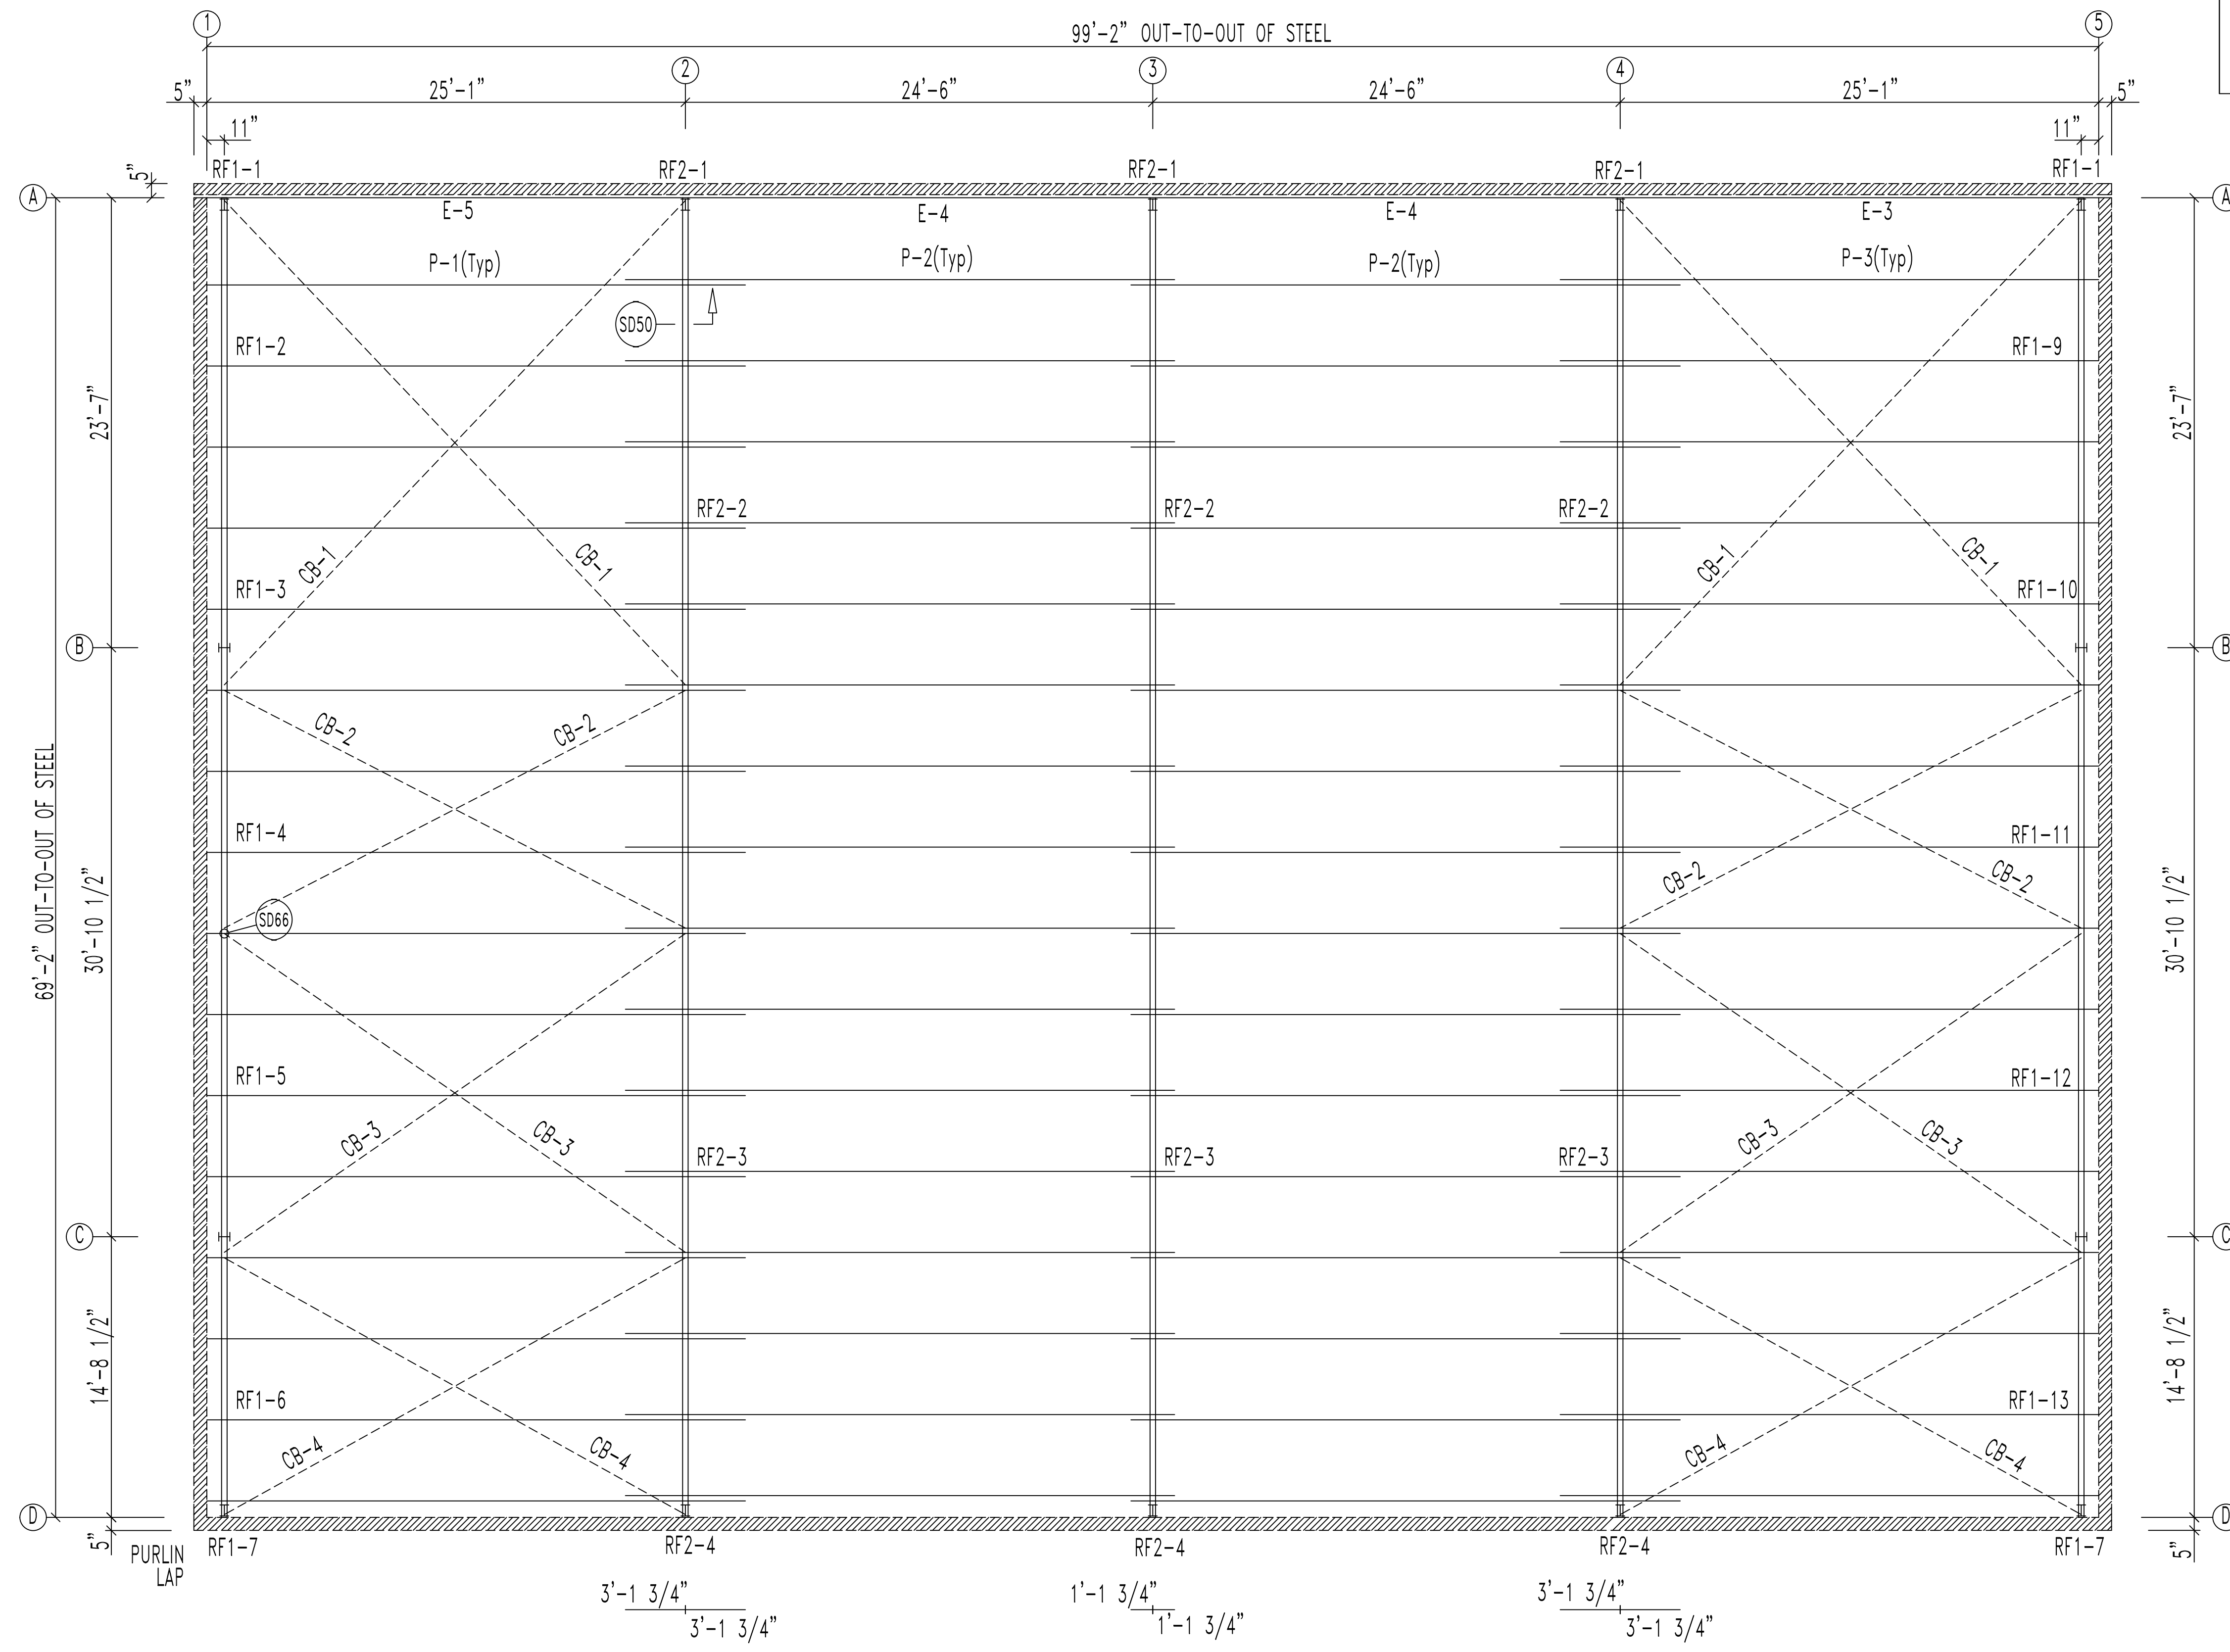 1
99'-2" OUT-TO-OUT OF STEEL
5
2
3
4
5"
25'-1"
24'-6"
24'-6"
25'-1"
5"
11"
11"
5"
RF1-1
RF2-1
RF2-1
RF2-1
RF1-1
A
A
E-5
E-4
E-4
E-3
P-1(Typ)
P-2(Typ)
P-2(Typ)
P-3(Typ)
SD50
RF1-2
RF1-9
23'-7"
23'-7"
RF2-2
RF2-2
RF2-2
CB-1
CB-1
CB-1
CB-1
RF1-3
RF1-10
B
B
CB-2
CB-2
RF1-4
RF1-11
69'-2" OUT-TO-OUT OF STEEL
30'-10 1/2"
30'-10 1/2"
CB-2
CB-2
SD66
RF1-5
RF1-12
CB-3
CB-3
CB-3
CB-3
RF2-3
RF2-3
RF2-3
C
C
14'-8 1/2"
14'-8 1/2"
RF1-6
RF1-13
CB-4
CB-4
CB-4
CB-4
D
D
5"
5"
PURLIN
LAP
RF1-7
RF2-4
RF2-4
RF2-4
RF1-7
3'-1 3/4"
1'-1 3/4"
3'-1 3/4"
3'-1 3/4"
1'-1 3/4"
3'-1 3/4"